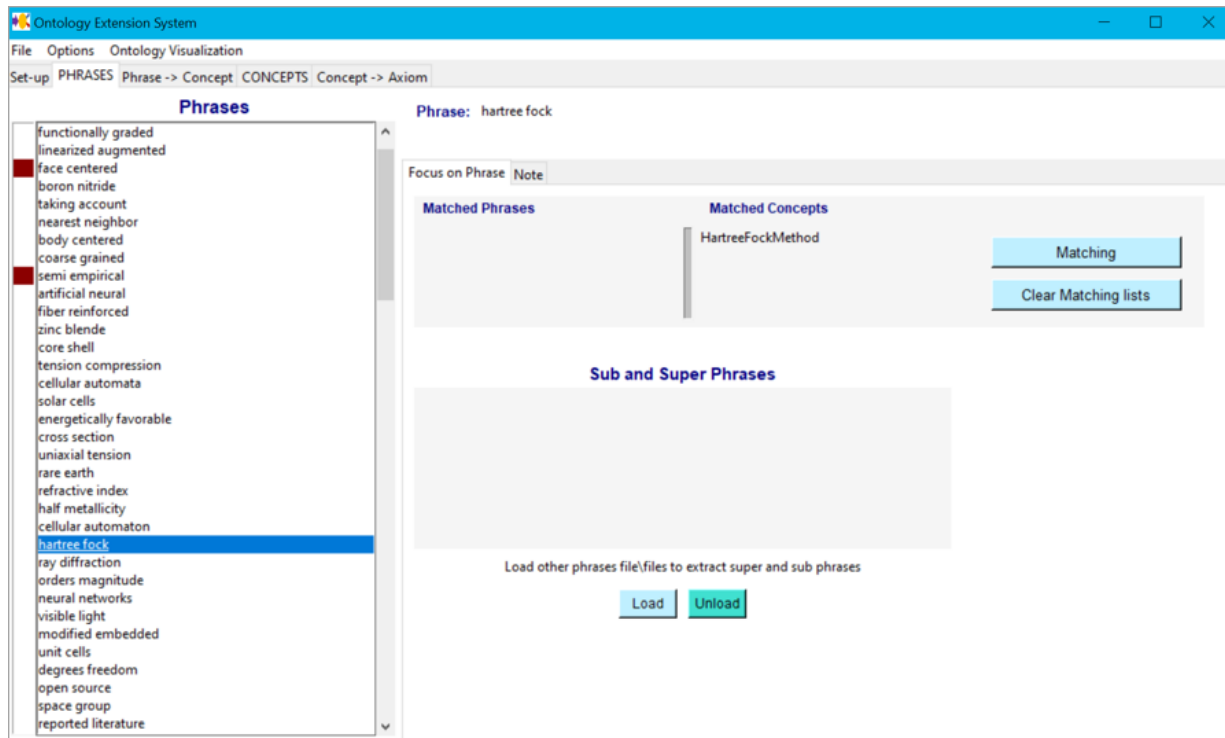 Ontology Extension System
File Options Ontology Visualization
Set-up PHRASES Phrase -> Concept CONCEPTS Concept -> Axiom
Phrases
functionally graded
linearized augmented
face centered
boron nitride
taking account
nearest neighbor
body centered
coarse grained
semi empirical
artificial neural
fiber reinforced
zinc blende
core shell
tension compression
cellular automata
solar cells
energetically favorable
cross section
uniaxial tension
rare earth
refractive index
half metallicity
cellular automaton
hartree fock
ray diffraction
orders magnitude
neural networks
visible light
modified embedded
unit cells
degrees freedom
open source
space group
reported literature
Phrase: hartree fock
Focus on Phrase Note
Matched Phrases Matched Concepts
HartreeFockMethod
Matching
Clear Matching lists
Sub and Super Phrases
Load other phrases file\files to extract super and sub phrases
Load Unload